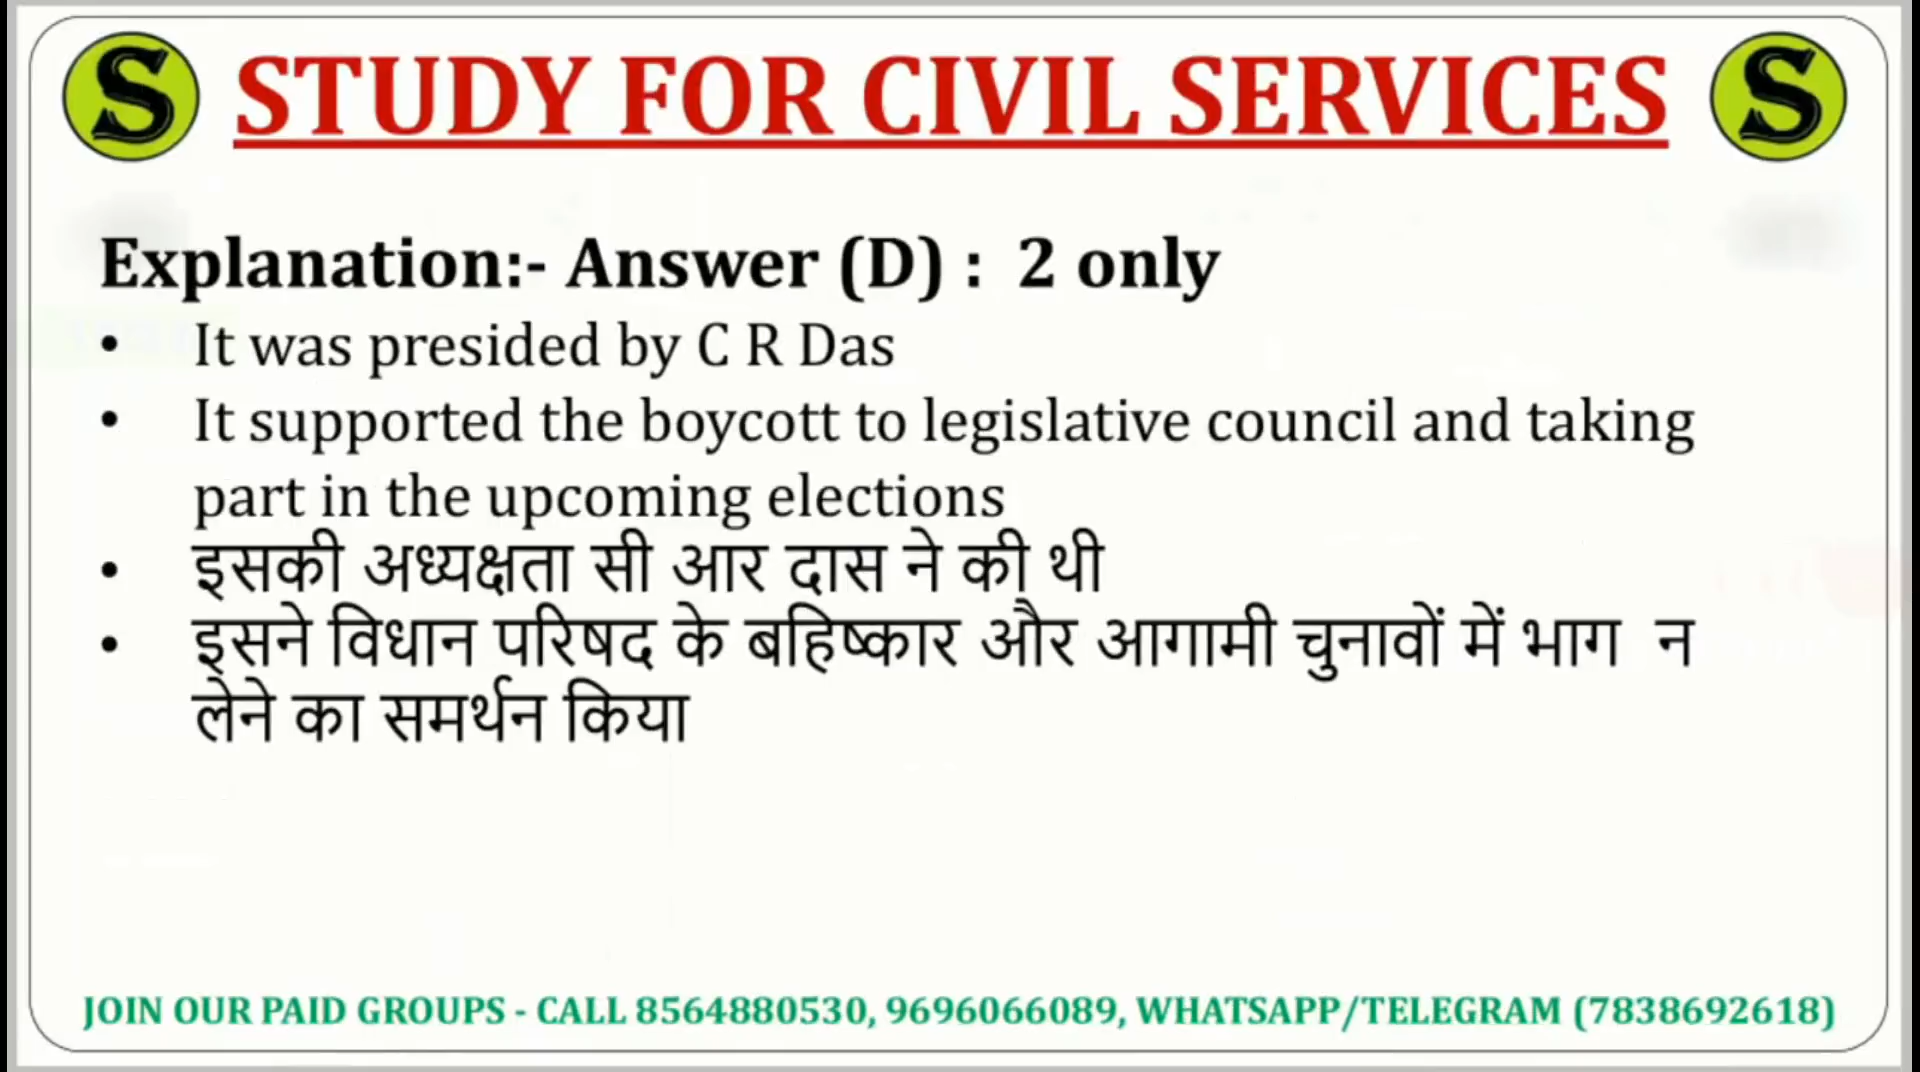 S STUDY FOR CIVIL SERVICES S
Explanation:- Answer (D) : 2 only
• It was presided by C R Das
• It supported the boycott to legislative council and taking
part in the upcoming elections
• इसकी अध्यक्षता सी आर दास ने की थी
• इसने विधान परिषद के बहिष्कार और आगामी चुनावों में भाग न
लेने का समर्थन किया
JOIN OUR PAID GROUPS - CALL 8564880530, 9696066089, WHATSAPP/TELEGRAM (7838692618)